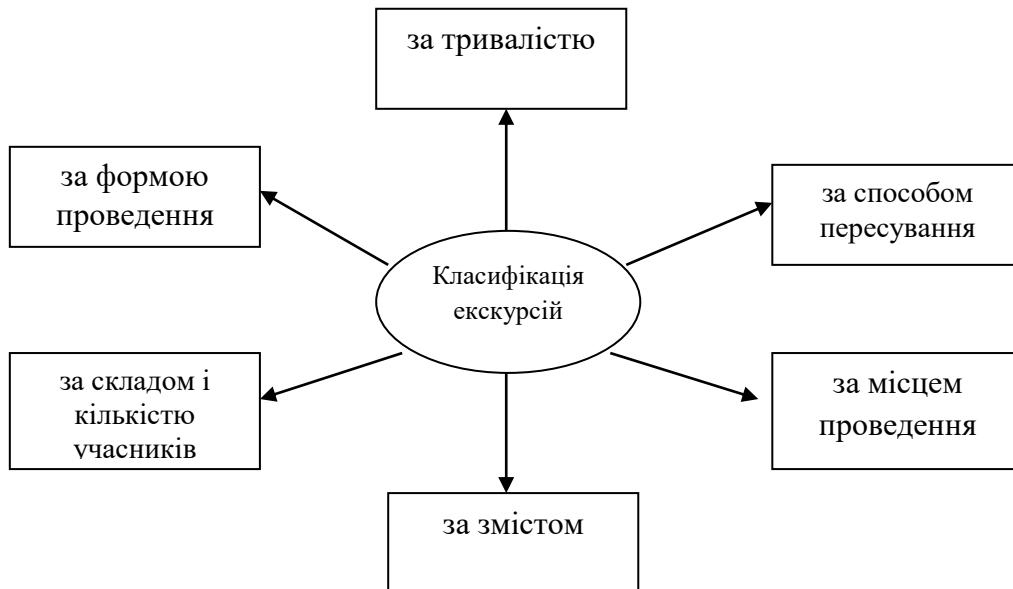 за тривалістю
за формою
проведення
за способом
пересування
Класифікація
екскурсій
за складом і
кількістю
учасників
за місцем
проведення
за змістом